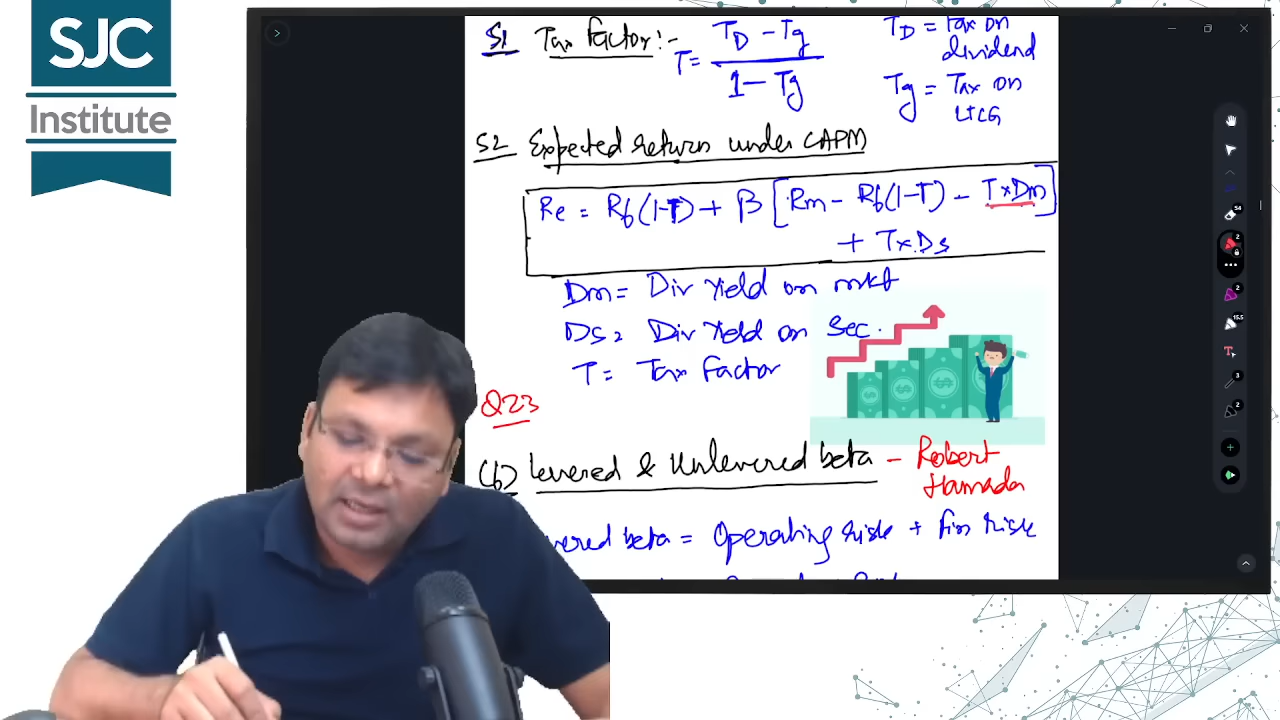 SJC
Institute
S1 Tax Factor :- T = TD - Tg / 1 - Tg
TD = Tax on dividend
Tg = Tax on LTCG
S2 Expected return under CAPM
Re = Rf(1-T) + β [Rm - Rf(1-T) - T×Dm]
+ T×Ds
Dm = Div Yield on mkt
Ds = Div Yield on Sec.
T = Tax Factor
Q23
(b) Levered & Unlevered beta - Robert
Hamada
vered beta = Operating risk + fin risk